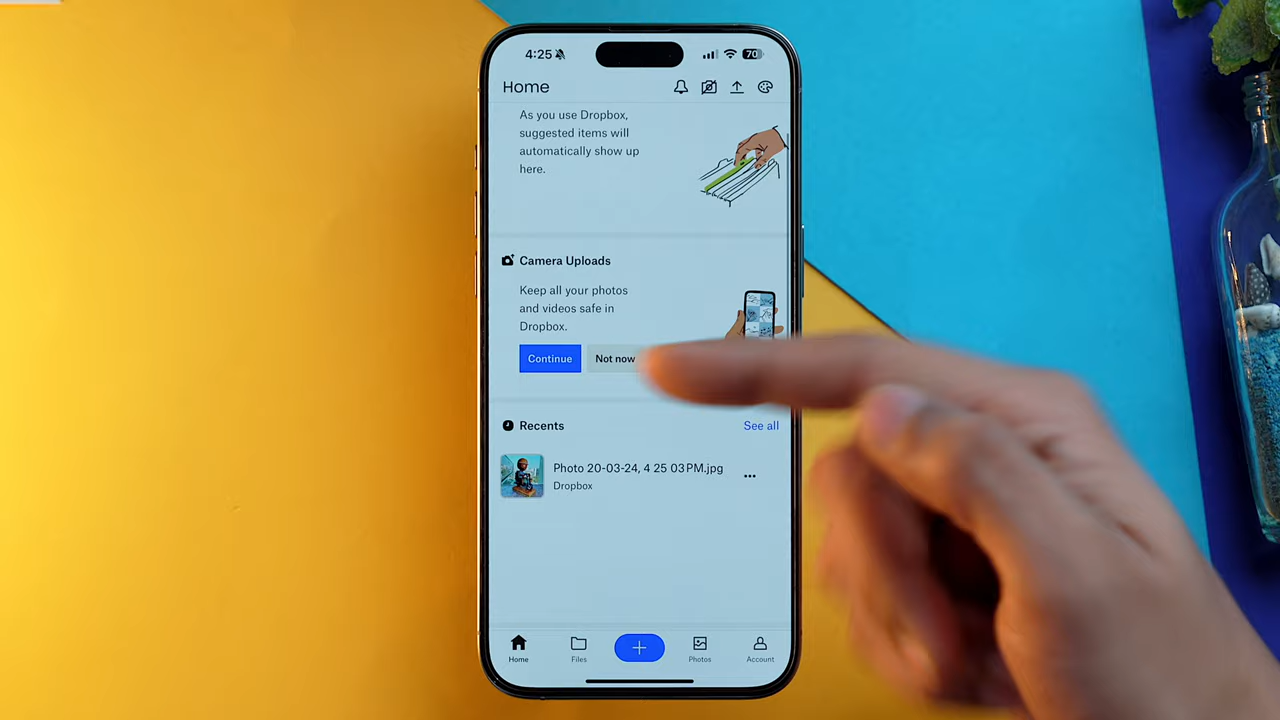 4:25
70
Home
As you use Dropbox,
suggested items will
automatically show up
here.
Camera Uploads
Keep all your photos
and videos safe in
Dropbox.
Continue
Not now
Recents
See all
Photo 20-03-24, 4 25 03 PM.jpg
Dropbox
Home
Files
Photos
Account